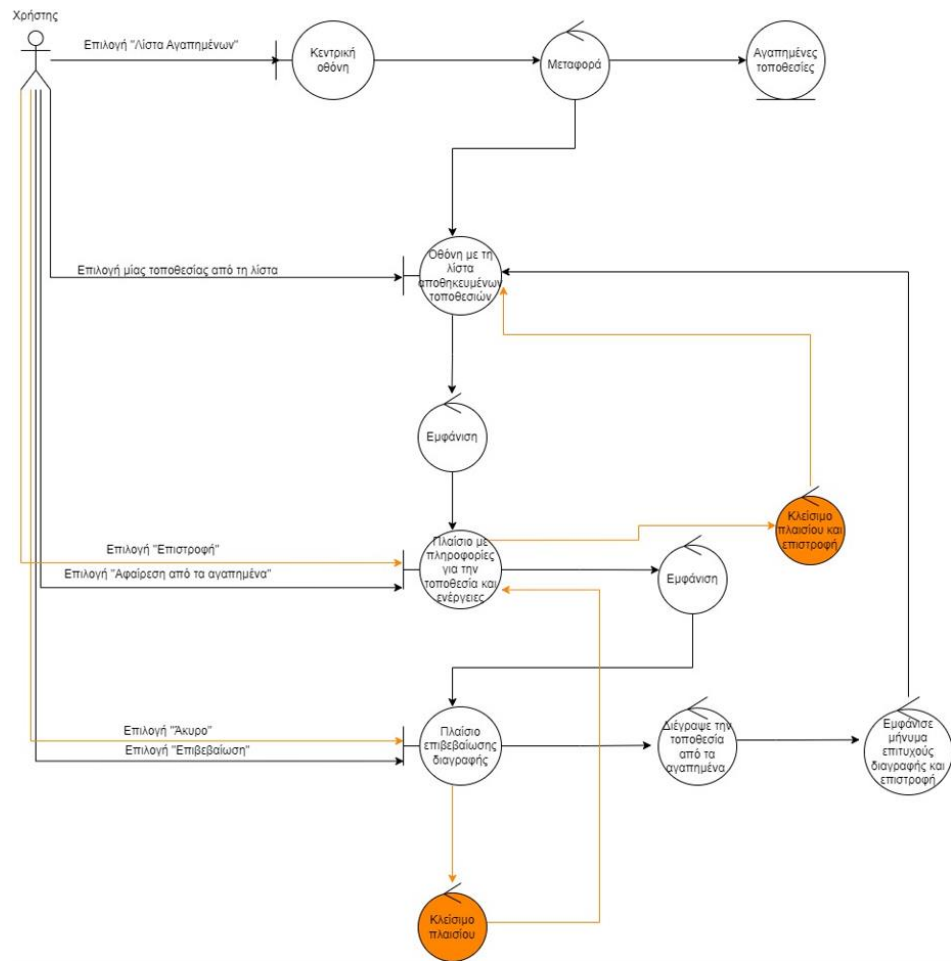 Χρήστης
Επιλογή "Λίστα Αγαπημένων"
Κεντρική
οθόνη
Μεταφορά
Αγαπημένες
τοποθεσίες
Επιλογή μίας τοποθεσίας από τη λίστα
Οθόνη με τη
λίστα
αποθηκευμένων
τοποθεσιών
Εμφάνιση
Κλείσιμο
πλαισίου και
επιστροφή
Επιλογή "Επιστροφή"
Επιλογή "Αφαίρεση από τα αγαπημένα"
Πλαίσιο με
πληροφορίες
για την
τοποθεσία και
ενέργειες
Εμφάνιση
Επιλογή "Άκυρο"
Επιλογή "Επιβεβαίωση"
Πλαίσιο
επιβεβαίωσης
διαγραφής
Διέγραψε την
τοποθεσία
από τα
αγαπημένα
Εμφάνισε
μήνυμα
επιτυχούς
διαγραφής και
επιστροφή
Κλείσιμο
πλαισίου